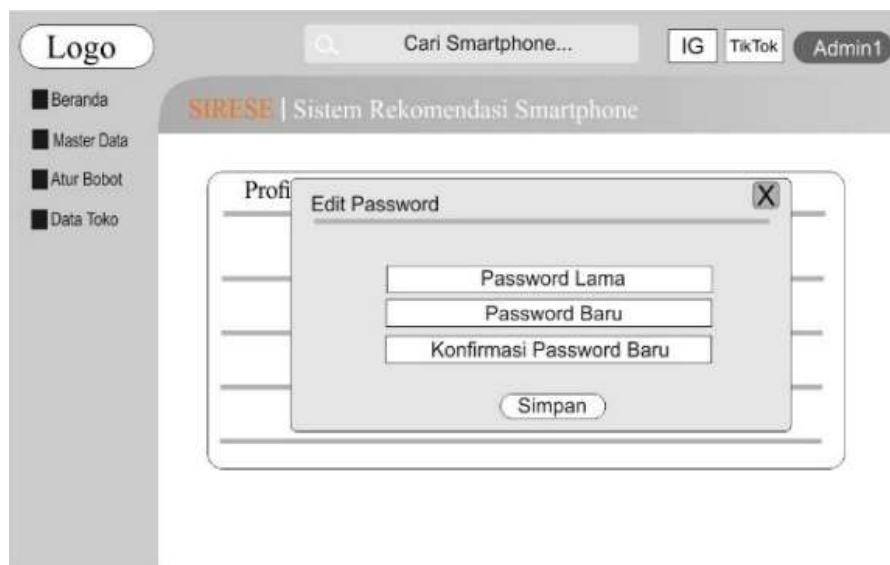 Logo
Cari Smartphone...
IG
TikTok
Admin1
Beranda
Master Data
Atur Bobot
Data Toko
SIRESE | Sistem Rekomendasi Smartphone
Profi
Edit Password
X
Password Lama
Password Baru
Konfirmasi Password Baru
Simpan